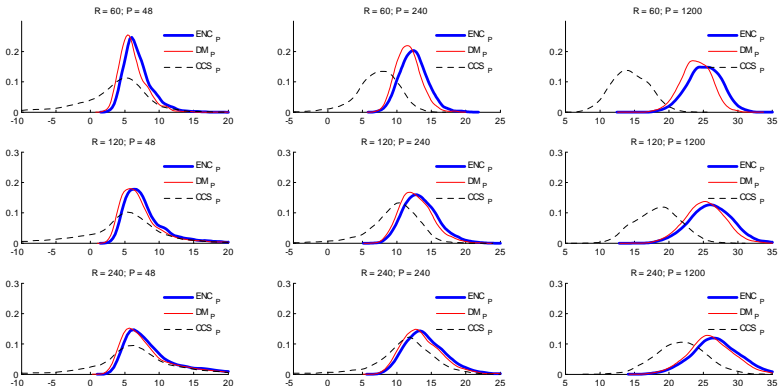 R = 60; P = 48
ENC P
DM P
CCS P
0.2
0.1
0
-10 -5 0 5 10 15 20
R = 60; P = 240
ENC P
DM P
CCS P
0.2
0.1
0
-5 0 5 10 15 20 25
R = 60; P = 1200
ENC P
DM P
CCS P
0.2
0.1
0
5 10 15 20 25 30 35
R = 120; P = 48
ENC P
DM P
CCS P
0.3
0.2
0.1
0
-10 -5 0 5 10 15 20
R = 120; P = 240
ENC P
DM P
CCS P
0.3
0.2
0.1
0
-5 0 5 10 15 20 25
R = 120; P = 1200
ENC P
DM P
CCS P
0.3
0.2
0.1
0
5 10 15 20 25 30 35
R = 240; P = 48
ENC P
DM P
CCS P
0.3
0.2
0.1
0
-10 -5 0 5 10 15 20
R = 240; P = 240
ENC P
DM P
CCS P
0.3
0.2
0.1
0
-5 0 5 10 15 20 25
R = 240; P = 1200
ENC P
DM P
CCS P
0.3
0.2
0.1
0
5 10 15 20 25 30 35